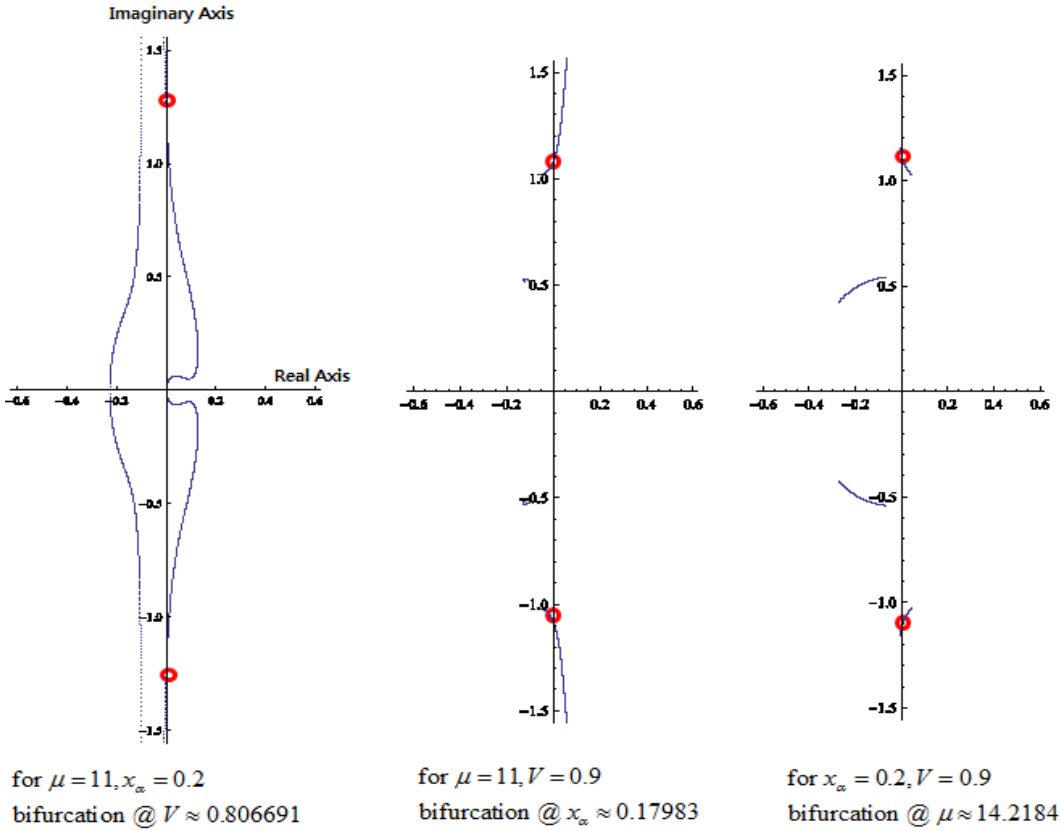 Imaginary Axis
1.5
1.0
0.5
Real Axis
-0.6 -0.4 -0.2 0.2 0.4 0.6
-0.5
-1.0
-1.5
for μ = 11, xα = 0.2
bifurcation @ V ≈ 0.806691
1.5
1.0
0.5
-0.6 -0.4 -0.2 0.2 0.4 0.6
-0.5
-1.0
-1.5
for μ = 11, V = 0.9
bifurcation @ xα ≈ 0.17983
1.5
1.0
0.5
-0.6 -0.4 -0.2 0.2 0.4 0.6
-0.5
-1.0
-1.5
for xα = 0.2, V = 0.9
bifurcation @ μ ≈ 14.2184